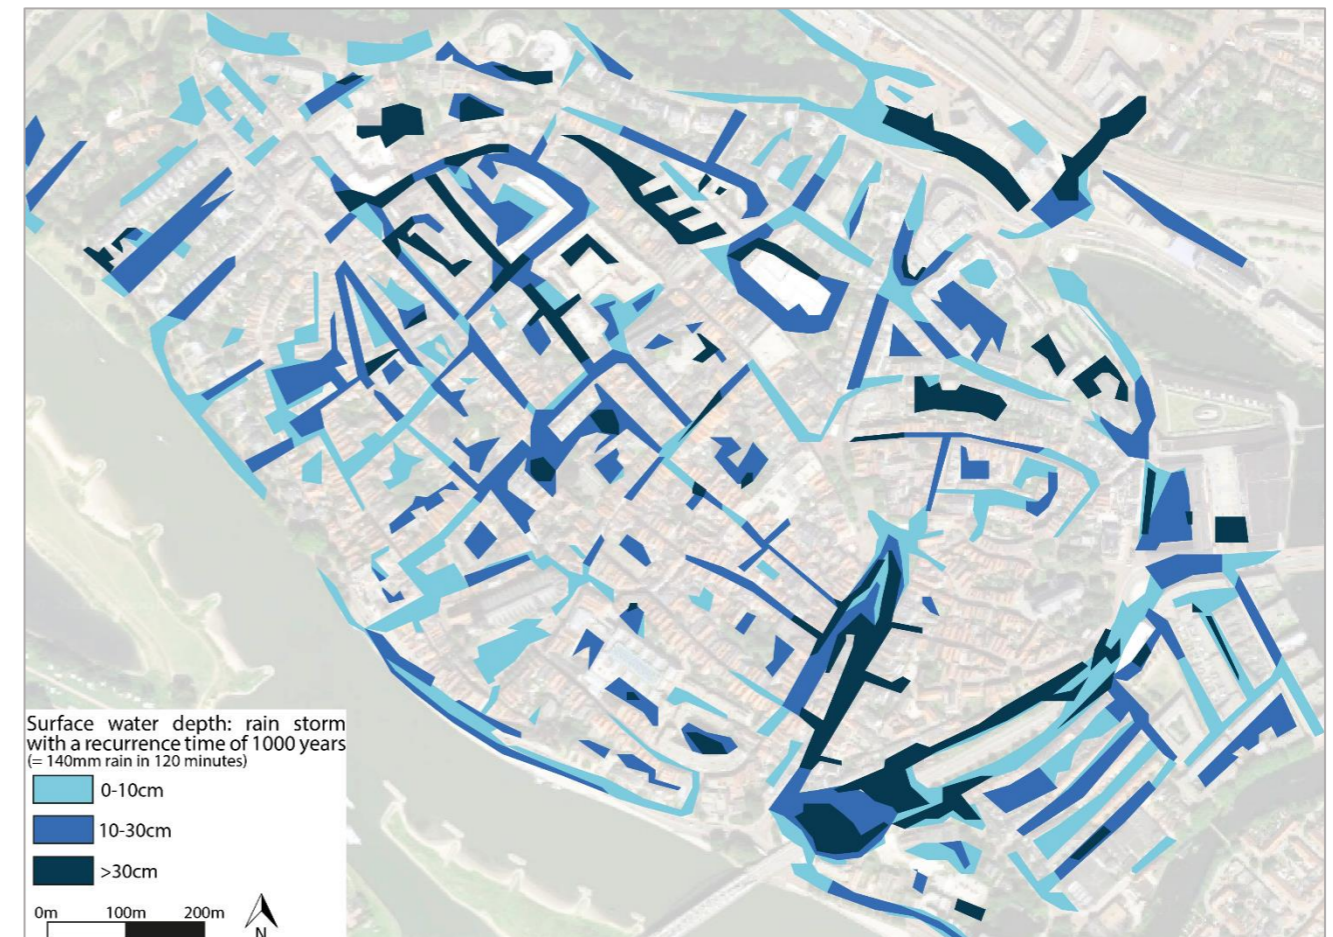 Surface water depth: rain storm
with a recurrence time of 1000 years
(= 140mm rain in 120 minutes)
0-10cm
10-30cm
>30cm
0m 100m 200m
N